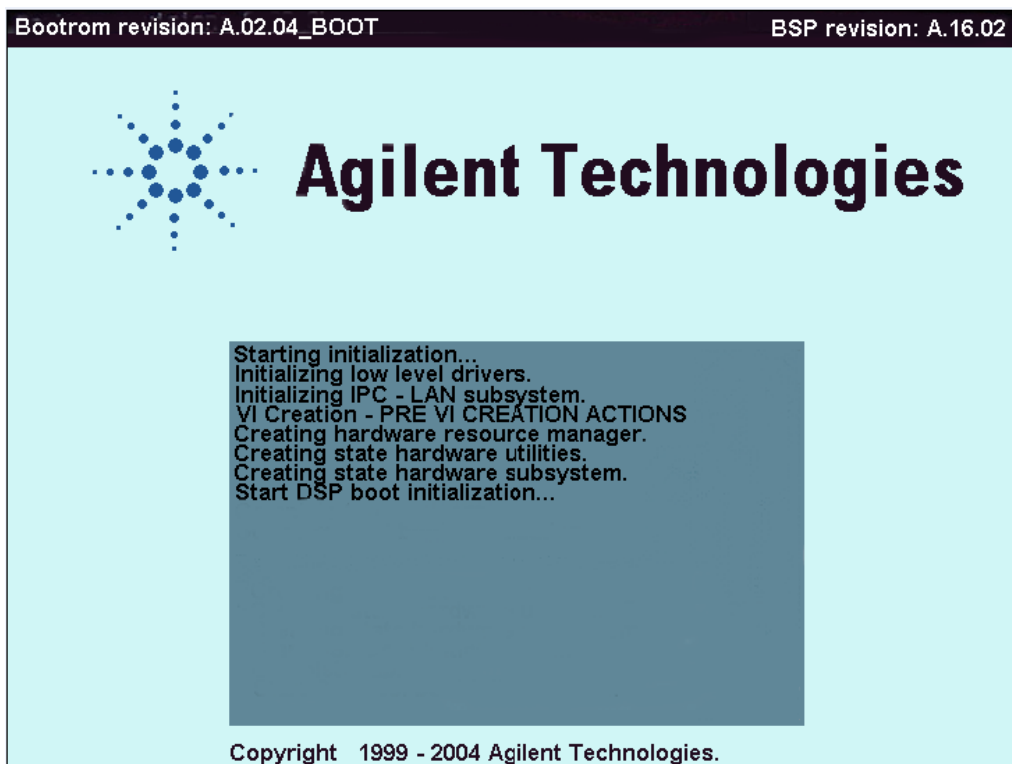 Bootrom revision: A.02.04_BOOT BSP revision: A.16.02
Agilent Technologies
Starting initialization...
Initializing low level drivers.
Initializing IPC - LAN subsystem.
VI Creation - PRE VI CREATION ACTIONS
Creating hardware resource manager.
Creating state hardware utilities.
Creating state hardware subsystem.
Start DSP boot initialization...
Copyright 1999 - 2004 Agilent Technologies.